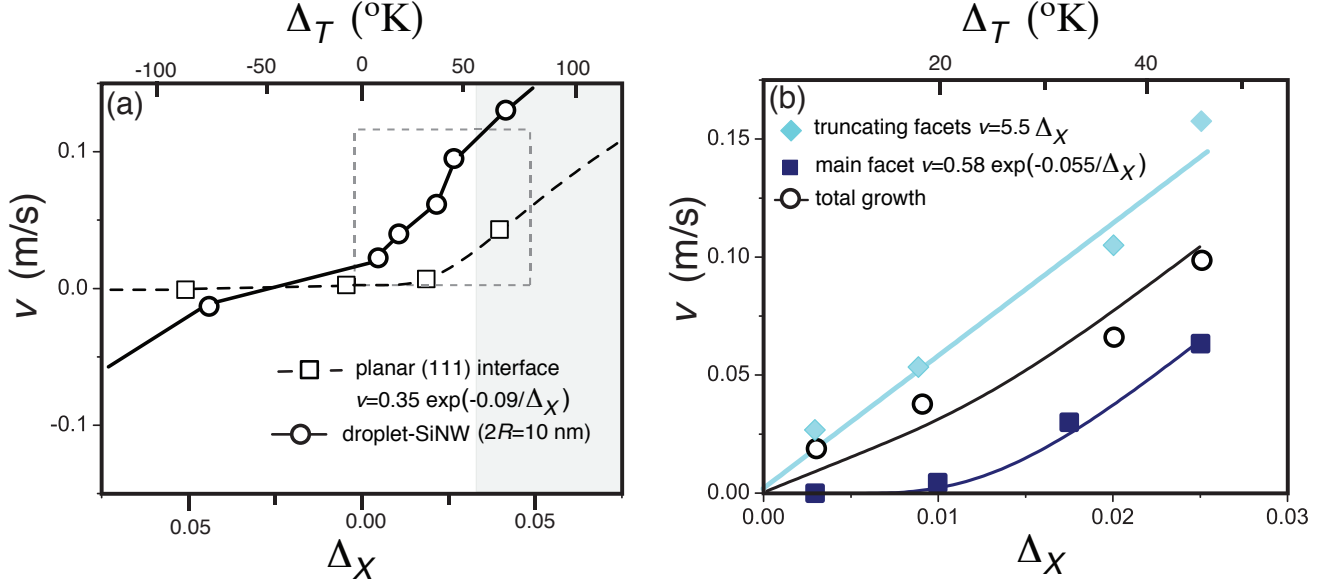 Δ_T (°K)
-100 -50 0 50 100
(a)
0.1
0.0
-0.1
v (m/s)
planar (111) interface
v=0.35 exp(-0.09/Δ_X)
droplet-SiNW (2R=10 nm)
0.05 0.00 0.05
Δ_X
Δ_T (°K)
20 40
(b)
truncating facets v=5.5 Δ_X
main facet v=0.58 exp(-0.055/Δ_X)
total growth
0.15
0.10
0.05
0.00
v (m/s)
0.00 0.01 0.02 0.03
Δ_X